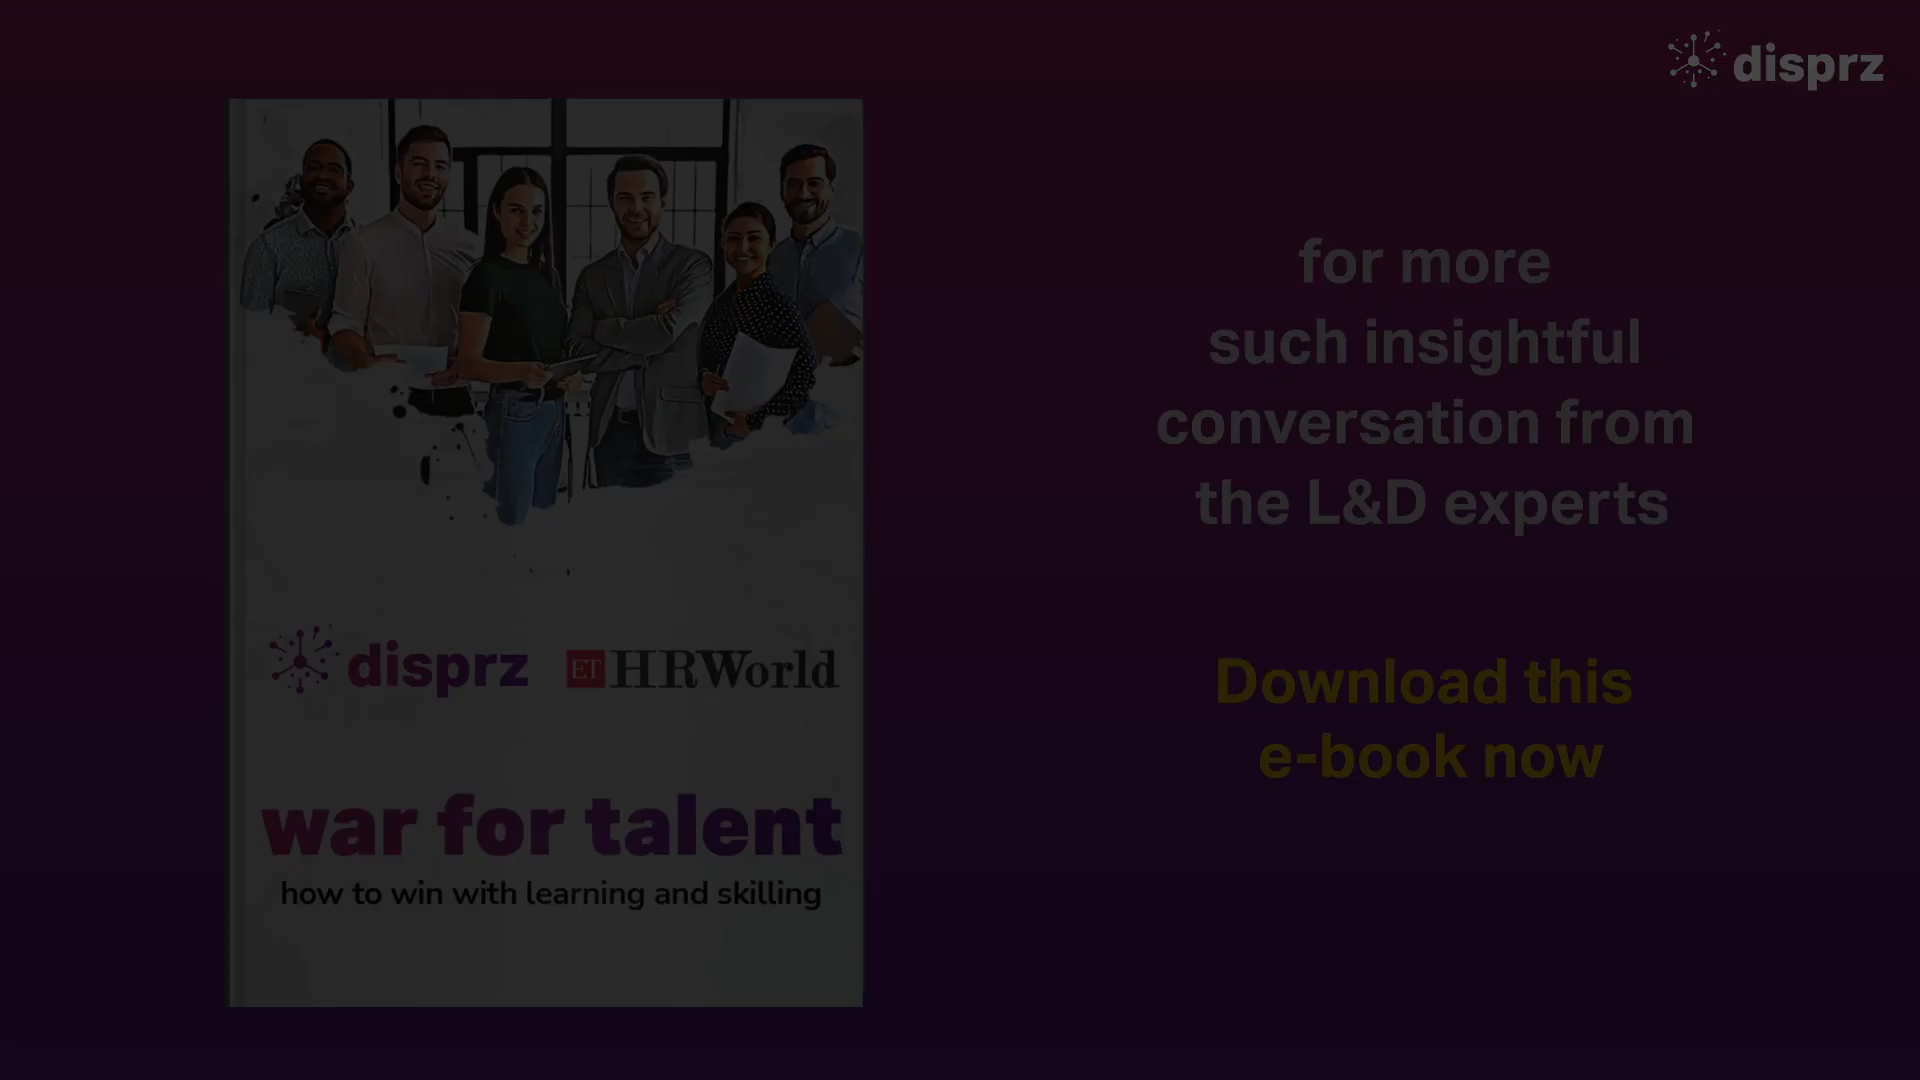 disprz
for more
such insightful
conversation from
the L&D experts
Download this
e-book now
disprz
ET HRWorld
war for talent
how to win with learning and skilling